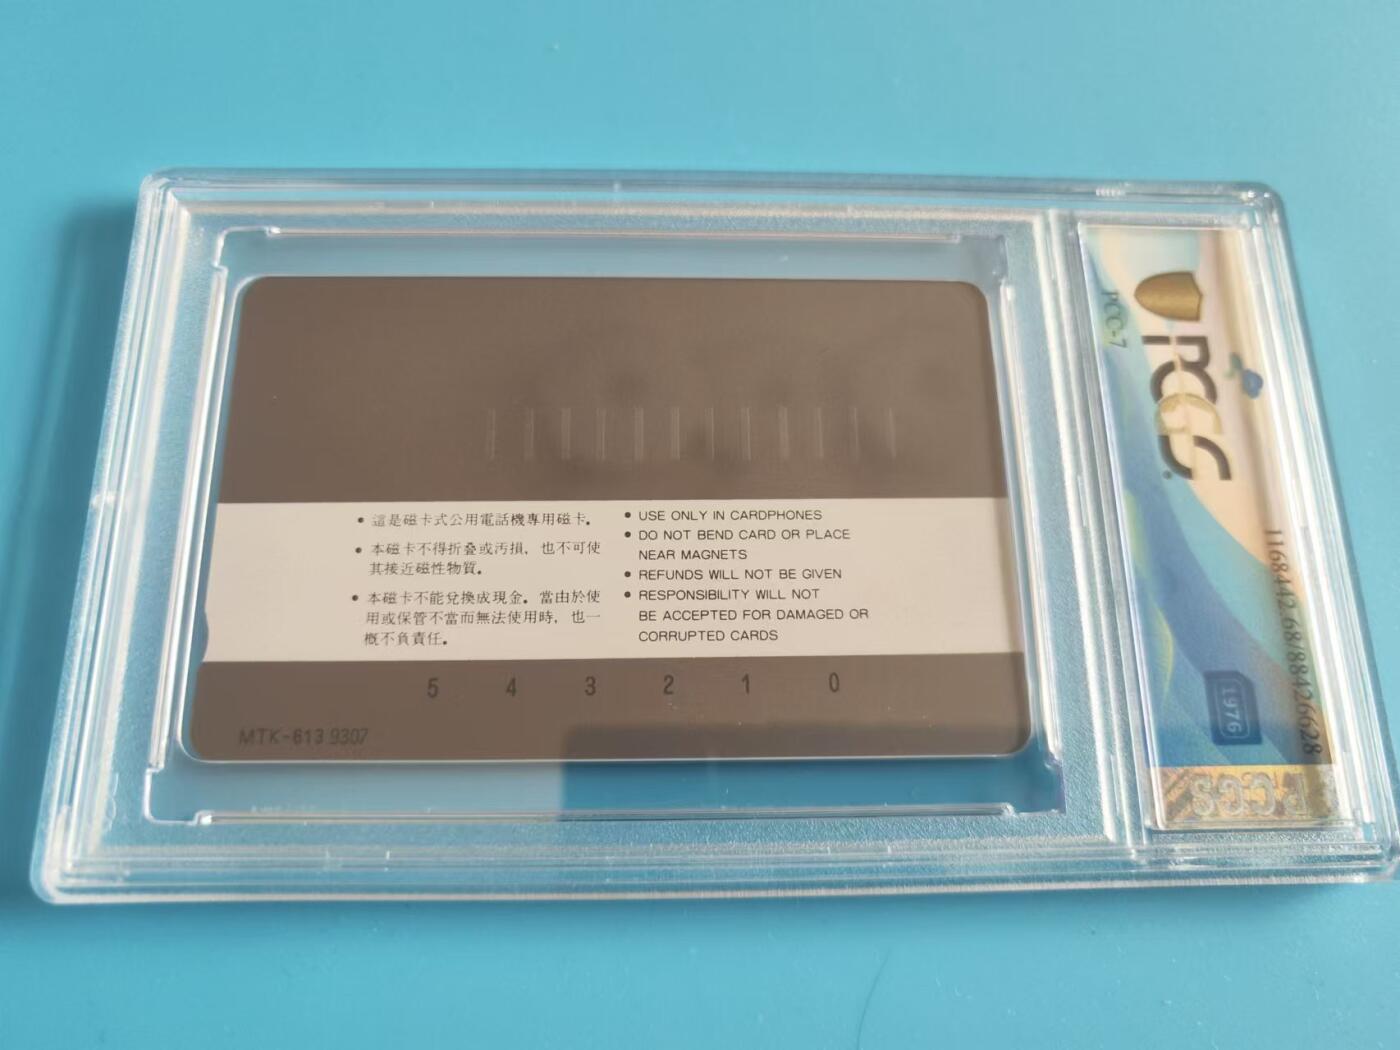 • 這是磁卡式公用電話機專用磁卡。
• 本磁卡不得折叠或汚損，也不可使
其接近磁性物質。
• 本磁卡不能兌換成現金。當由於使
用或保管不當而無法使用時，也一
概不負責任。
• USE ONLY IN CARDPHONES
• DO NOT BEND CARD OR PLACE
NEAR MAGNETS
• REFUNDS WILL NOT BE GIVEN
• RESPONSIBILITY WILL NOT
BE ACCEPTED FOR DAMAGED OR
CORRUPTED CARDS
5 4 3 2 1 0
MTK-613 9307
PCC-7
PCGS
1168442.68/88426628
1976
PCGS